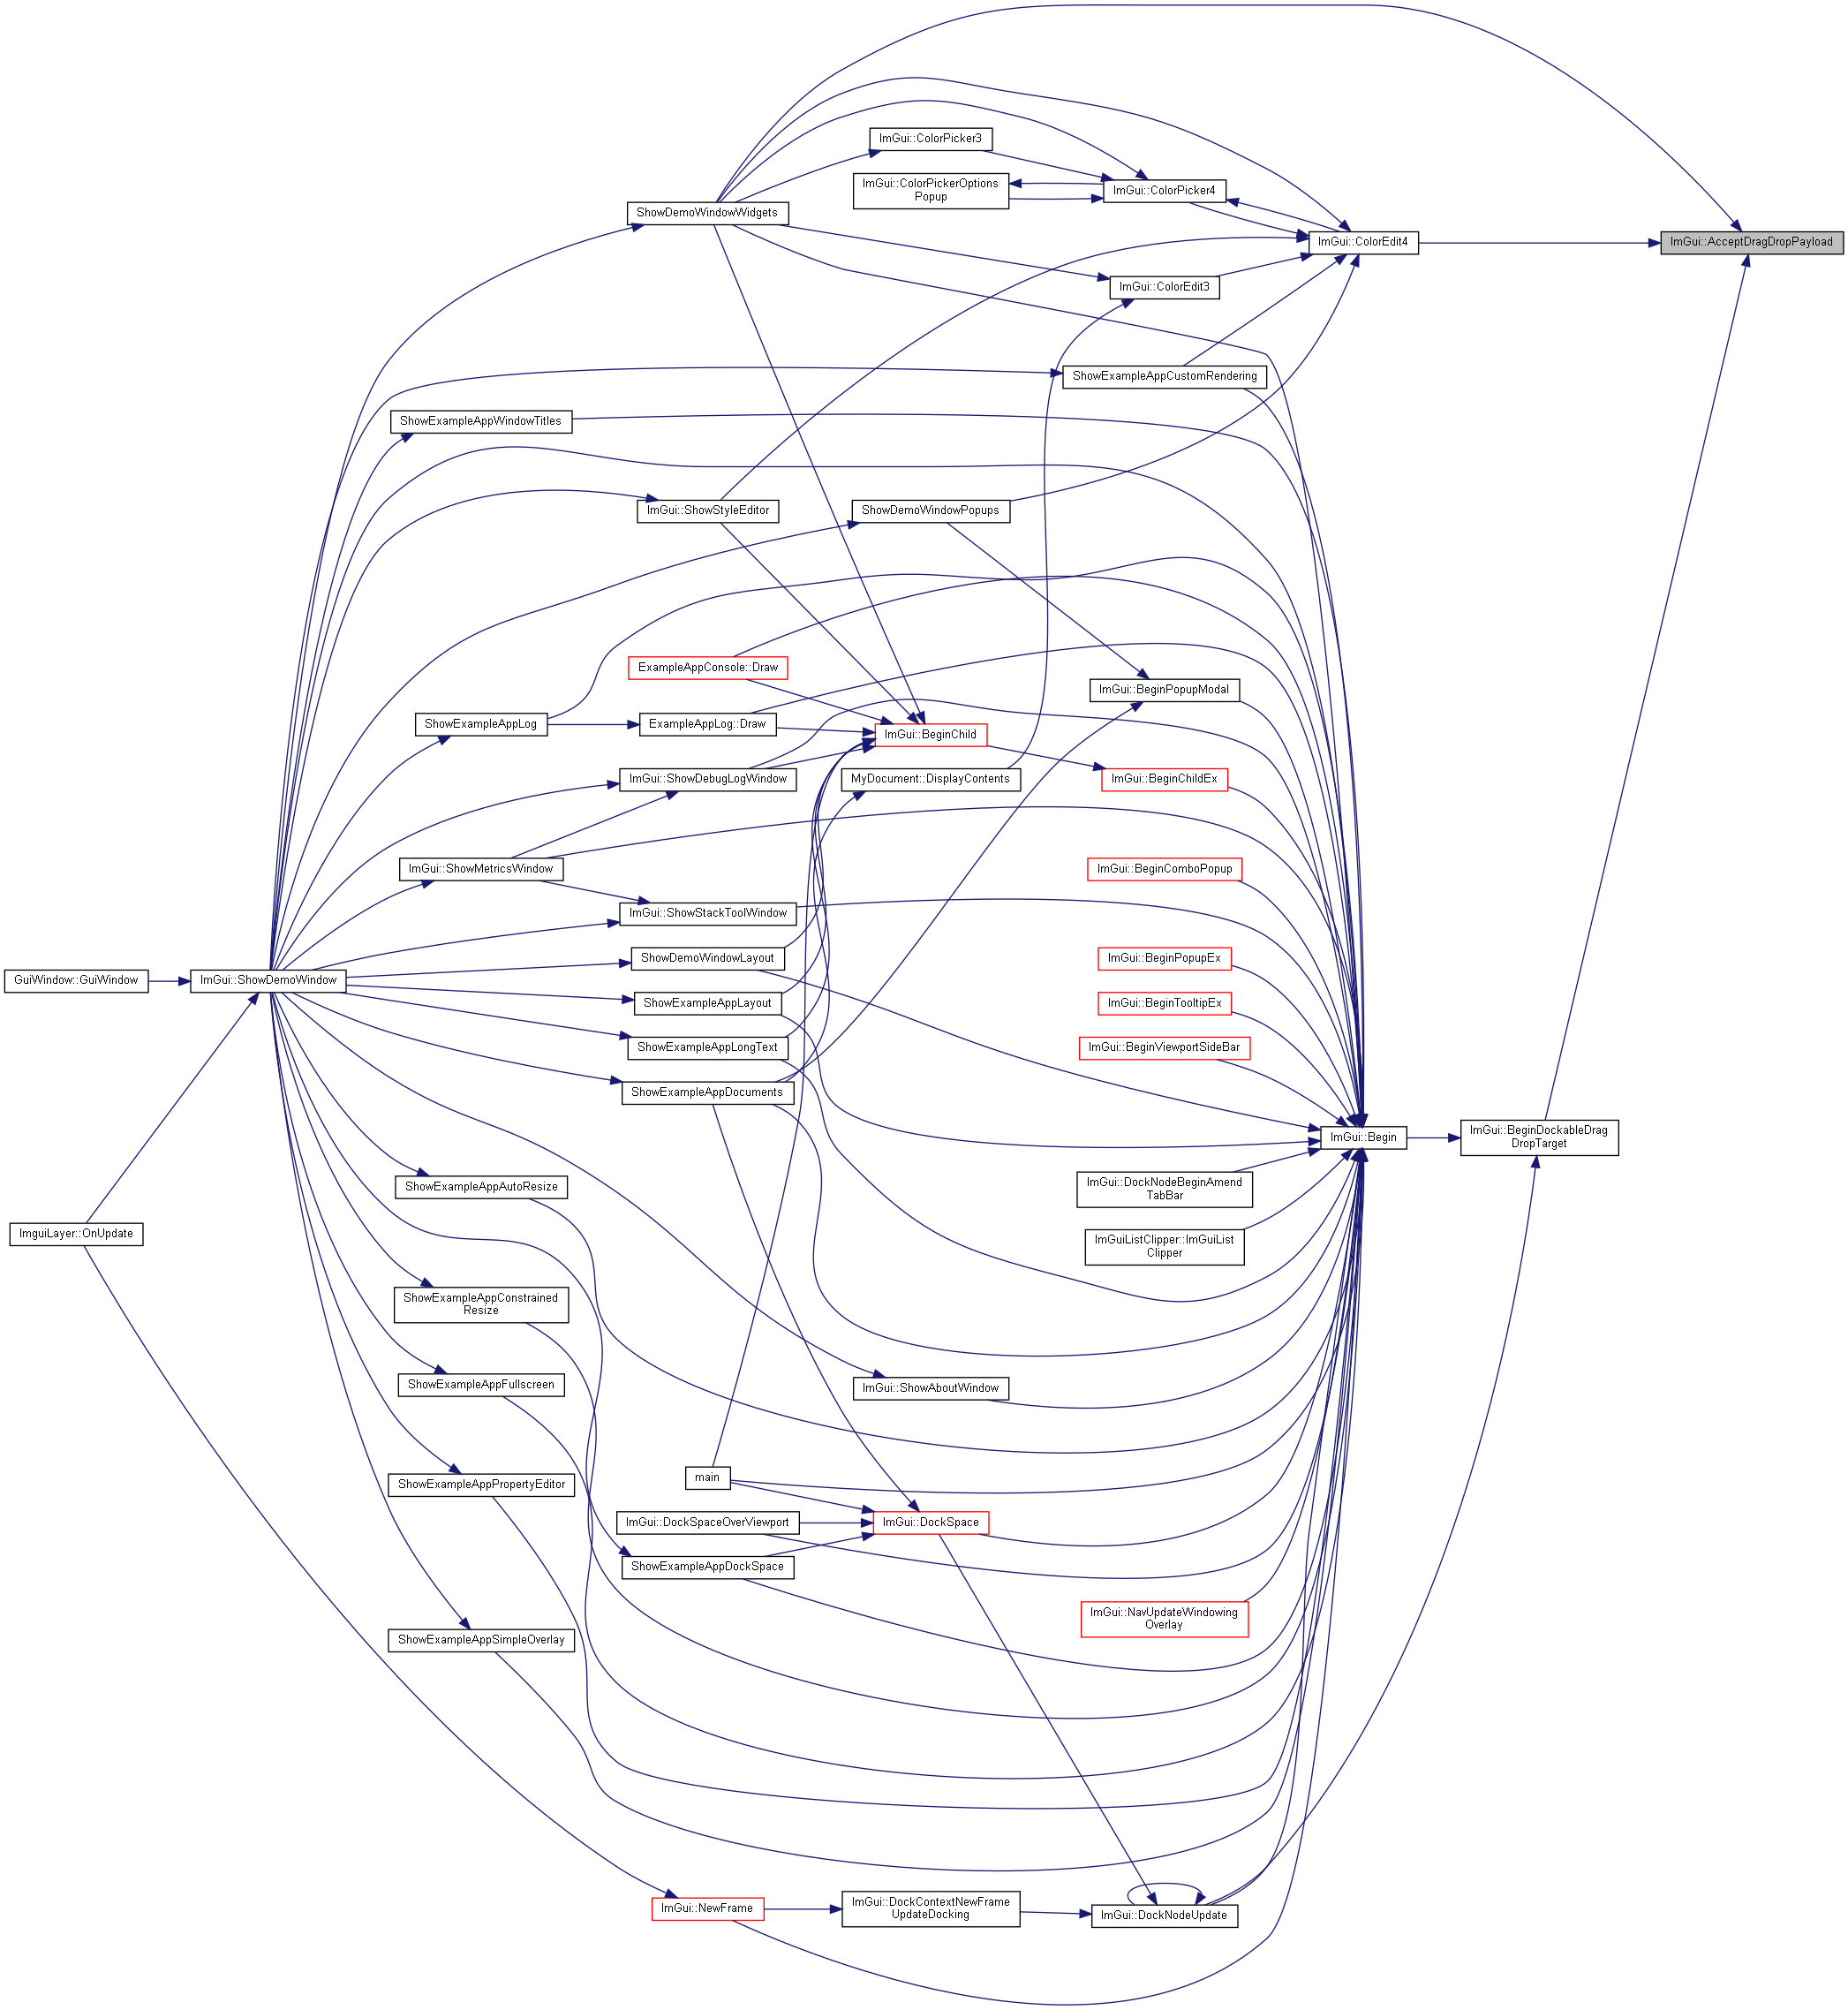 ImGui::ColorPicker3
ImGui::ColorPickerOptions
Popup
ImGui::ColorPicker4
ShowDemoWindowWidgets
ImGui::ColorEdit4
ImGui::AcceptDragDropPayload
ImGui::ColorEdit3
ShowExampleAppCustomRendering
ShowExampleAppWindowTitles
ImGui::ShowStyleEditor
ShowDemoWindowPopups
ExampleAppConsole::Draw
ImGui::BeginPopupModal
ShowExampleAppLog
ExampleAppLog::Draw
ImGui::BeginChild
ImGui::ShowDebugLogWindow
MyDocument::DisplayContents
ImGui::BeginChildEx
ImGui::ShowMetricsWindow
ImGui::BeginComboPopup
ImGui::ShowStackToolWindow
ShowDemoWindowLayout
ImGui::BeginPopupEx
GuiWindow::GuiWindow
ImGui::ShowDemoWindow
ShowExampleAppLayout
ImGui::BeginTooltipEx
ShowExampleAppLongText
ImGui::BeginViewportSideBar
ShowExampleAppDocuments
ImGui::Begin
ImGui::BeginDockableDrag
DropTarget
ShowExampleAppAutoResize
ImGui::DockNodeBeginAmend
TabBar
ImguiLayer::OnUpdate
ImGuiListClipper::ImGuiList
Clipper
ShowExampleAppConstrained
Resize
ShowExampleAppFullscreen
ImGui::ShowAboutWindow
main
ShowExampleAppPropertyEditor
ImGui::DockSpaceOverViewport
ImGui::DockSpace
ShowExampleAppDockSpace
ImGui::NavUpdateWindowing
Overlay
ShowExampleAppSimpleOverlay
ImGui::NewFrame
ImGui::DockContextNewFrame
UpdateDocking
ImGui::DockNodeUpdate